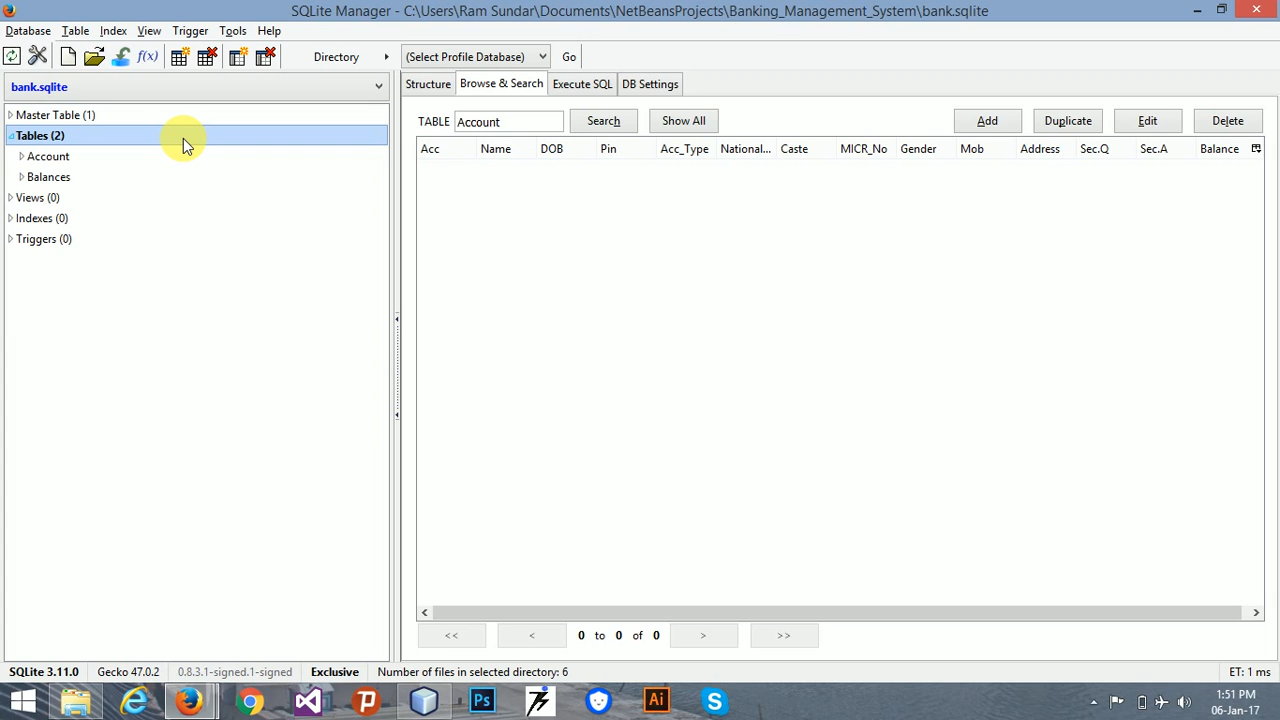 SQLite Manager - C:\Users\Ram Sundar\Documents\NetBeansProjects\Banking_Management_System\bank.sqlite
Database Table Index View Trigger Tools Help
f(x) Directory (Select Profile Database) Go
bank.sqlite
Structure Browse & Search Execute SQL DB Settings
Master Table (1)
Tables (2)
Account
Balances
Views (0)
Indexes (0)
Triggers (0)
TABLE Account Search Show All Add Duplicate Edit Delete
Acc Name DOB Pin Acc_Type National... Caste MICR_No Gender Mob Address Sec.Q Sec.A Balance
<< < 0 to 0 of 0 > >>
SQLite 3.11.0 Gecko 47.0.2 0.8.3.1-signed.1-signed Exclusive Number of files in selected directory: 6 ET: 1 ms
Ps Ai
1:51 PM
06-Jan-17